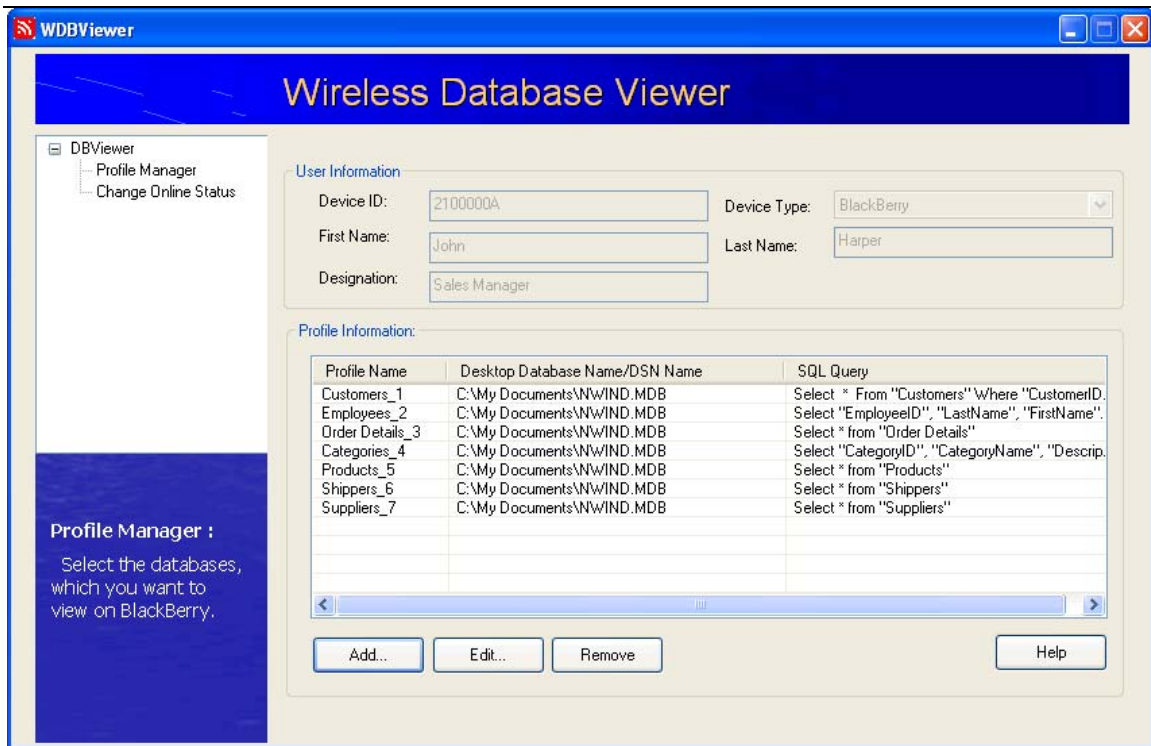 WDBViewer
Wireless Database Viewer
DBViewer
Profile Manager
Change Online Status
User Information
Device ID: 2100000A Device Type: BlackBerry
First Name: John Last Name: Harper
Designation: Sales Manager
Profile Information:
Profile Name Desktop Database Name/DSN Name SQL Query
Customers_1 C:\My Documents\NWIND.MDB Select * From "Customers" Where "CustomerID.
Employees_2 C:\My Documents\NWIND.MDB Select "EmployeeID", "LastName", "FirstName".
Order Details_3 C:\My Documents\NWIND.MDB Select * from "Order Details"
Categories_4 C:\My Documents\NWIND.MDB Select "CategoryID", "CategoryName", "Descrip.
Products_5 C:\My Documents\NWIND.MDB Select * from "Products"
Shippers_6 C:\My Documents\NWIND.MDB Select * from "Shippers"
Suppliers_7 C:\My Documents\NWIND.MDB Select * from "Suppliers"
Profile Manager :
Select the databases,
which you want to
view on BlackBerry.
Add... Edit... Remove Help